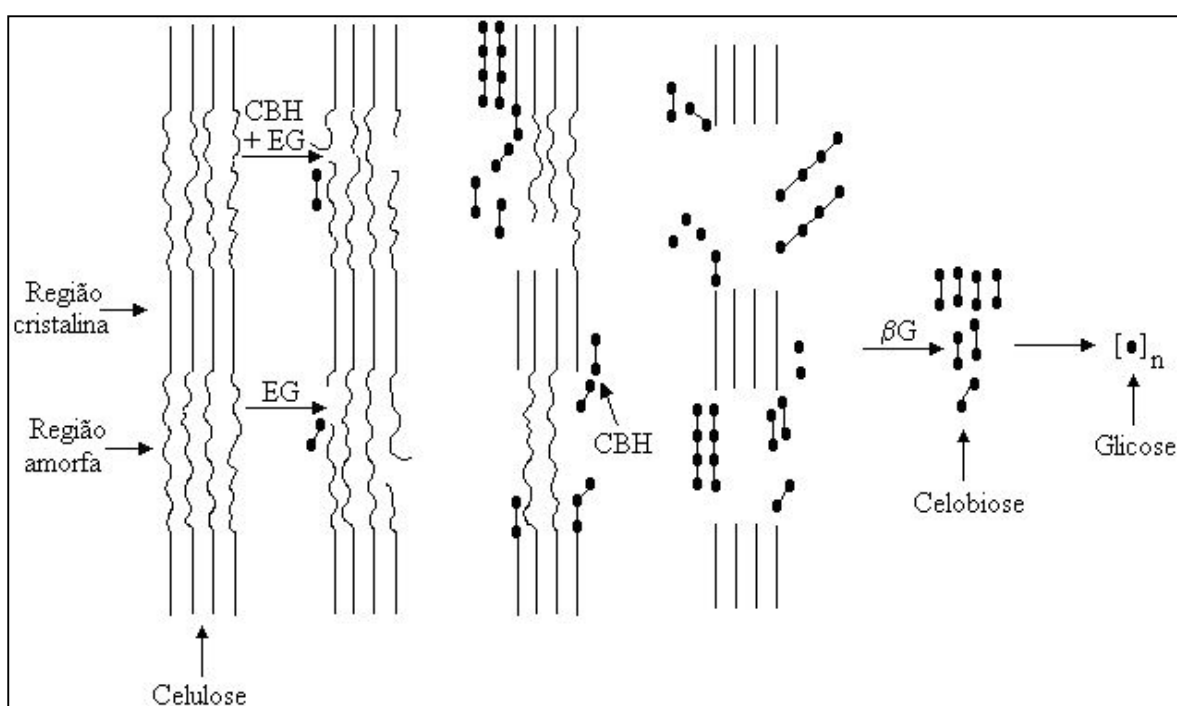 CBH
+ EG
Região
cristalina
βG
[•]n
EG
Região
amorfa
CBH
Glicose
Celobiose
Celulose